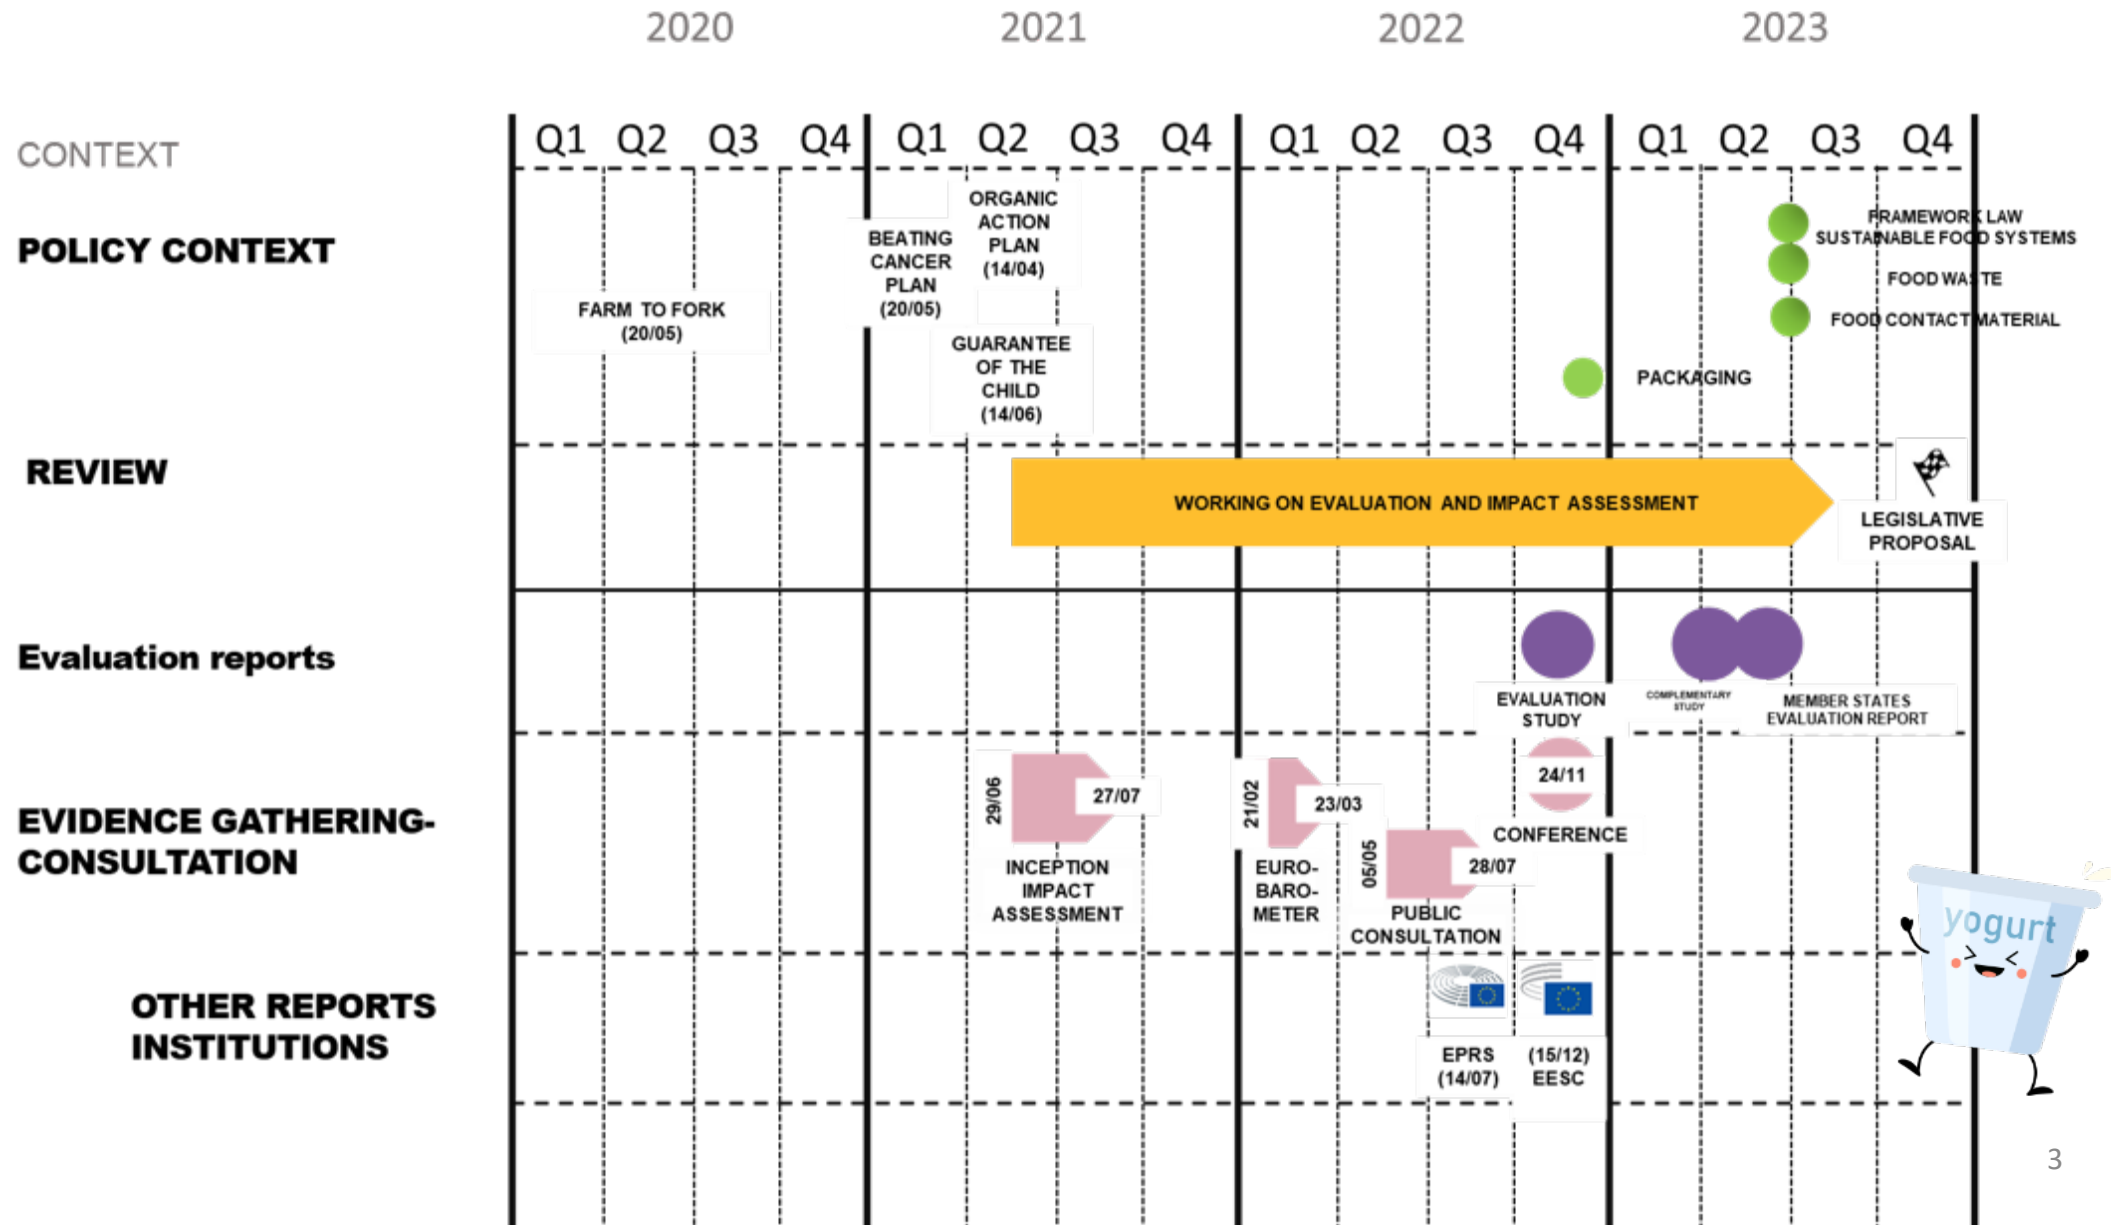 2020 2021 2022 2023
CONTEXT
Q1 Q2 Q3 Q4 Q1 Q2 Q3 Q4 Q1 Q2 Q3 Q4 Q1 Q2 Q3 Q4
POLICY CONTEXT
FARM TO FORK
(20/05)
BEATING
CANCER
PLAN
(20/05)
ORGANIC
ACTION
PLAN
(14/04)
GUARANTEE
OF THE
CHILD
(14/06)
FRAMEWORK LAW
SUSTAINABLE FOOD SYSTEMS
FOOD WASTE
FOOD CONTACT MATERIAL
PACKAGING
REVIEW
WORKING ON EVALUATION AND IMPACT ASSESSMENT
LEGISLATIVE
PROPOSAL
Evaluation reports
EVALUATION
STUDY
COMPLEMENTARY
STUDY
MEMBER STATES
EVALUATION REPORT
EVIDENCE GATHERING-
CONSULTATION
29/06
27/07
INCEPTION
IMPACT
ASSESSMENT
21/02
23/03
EURO-
BARO-
METER
05/05
28/07
PUBLIC
CONSULTATION
24/11
CONFERENCE
OTHER REPORTS
INSTITUTIONS
EPRS
(14/07)
(15/12)
EESC
yogurt
3